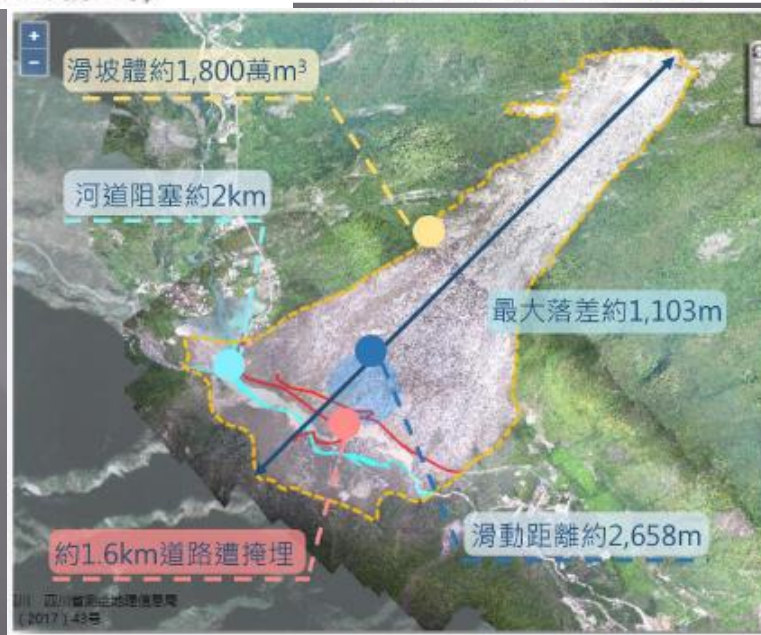 +
−
滑坡體約1,800萬m³
河道阻塞約2km
最大落差約1,103m
滑動距離約2,658m
約1.6km道路遭掩埋
四川省測繪地理信息局
(2017)43号